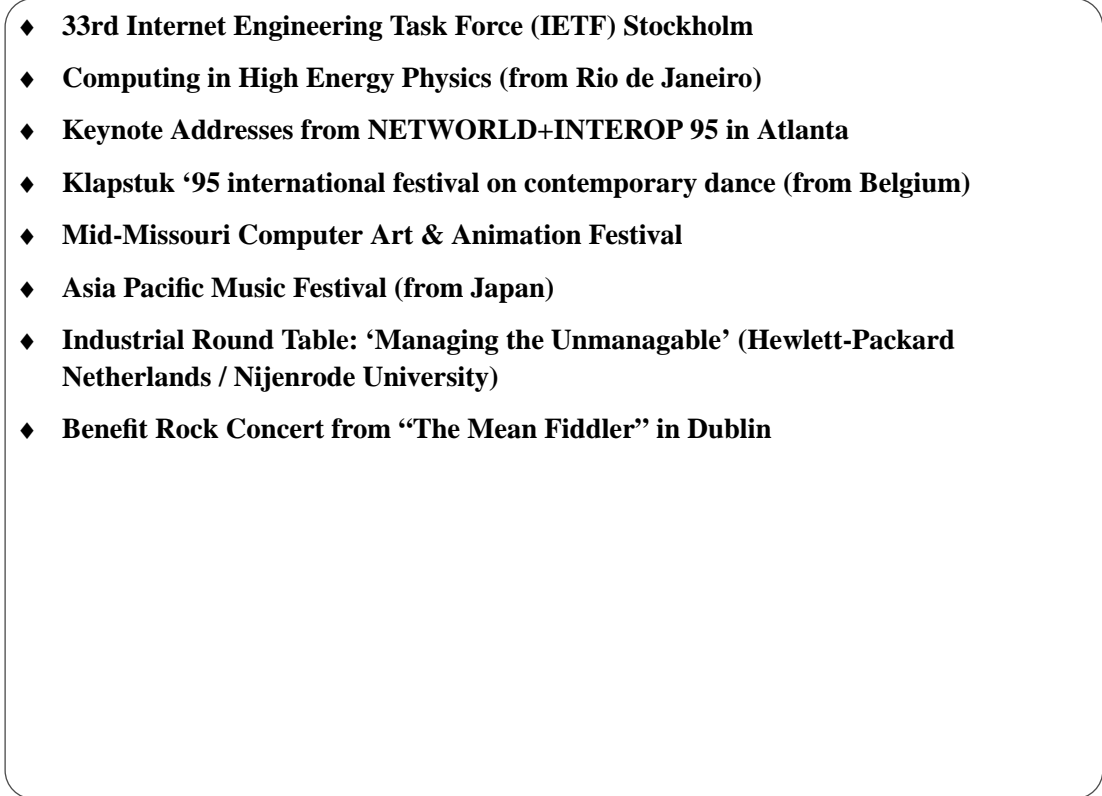 ♦ 33rd Internet Engineering Task Force (IETF) Stockholm
♦ Computing in High Energy Physics (from Rio de Janeiro)
♦ Keynote Addresses from NETWORLD+INTEROP 95 in Atlanta
♦ Klapstuk ‘95 international festival on contemporary dance (from Belgium)
♦ Mid-Missouri Computer Art & Animation Festival
♦ Asia Pacific Music Festival (from Japan)
♦ Industrial Round Table: ‘Managing the Unmanagable’ (Hewlett-Packard
Netherlands / Nijenrode University)
♦ Benefit Rock Concert from “The Mean Fiddler” in Dublin